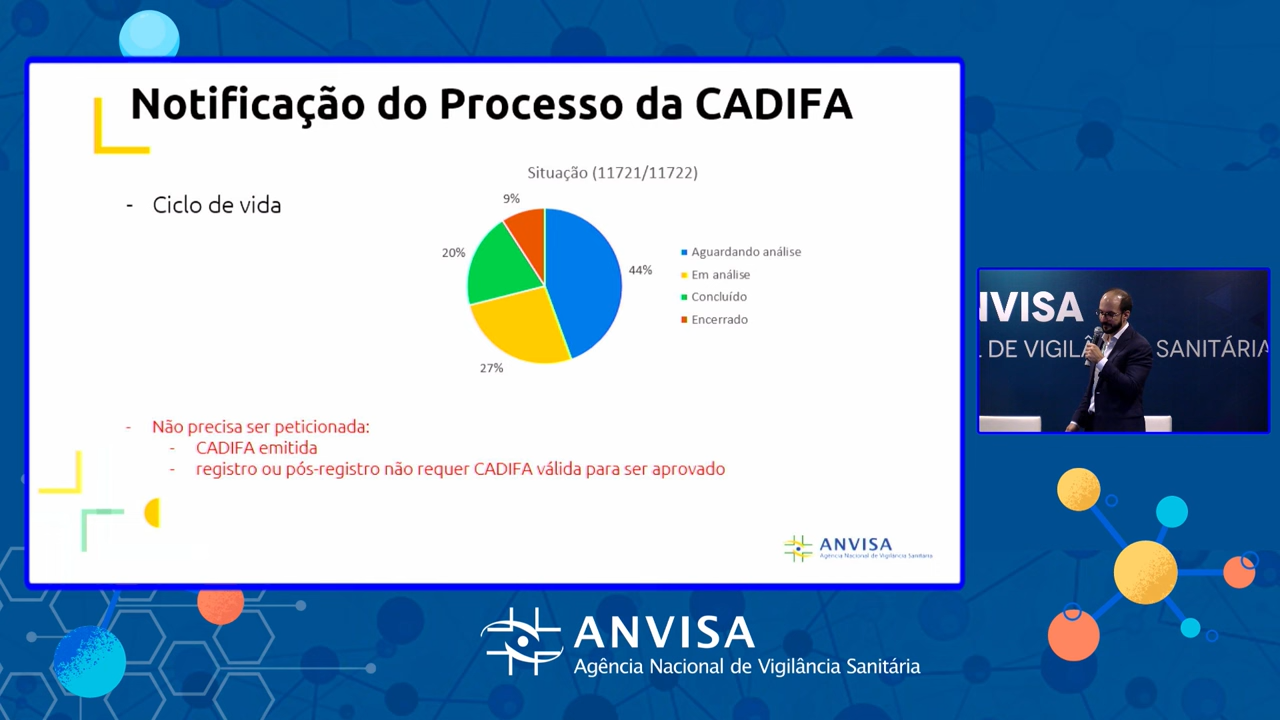 Notificação do Processo da CADIFA
- Ciclo de vida
Situação (11721/11722)
9%
20%
44%
27%
Aguardando análise
Em análise
Concluído
Encerrado
- Não precisa ser peticionada:
- CADIFA emitida
- registro ou pós-registro não requer CADIFA válida para ser aprovado
ANVISA
Agência Nacional de Vigilância Sanitária
NVISA
L DE VIGILÂ SANITÁRIA
ANVISA
Agência Nacional de Vigilância Sanitária